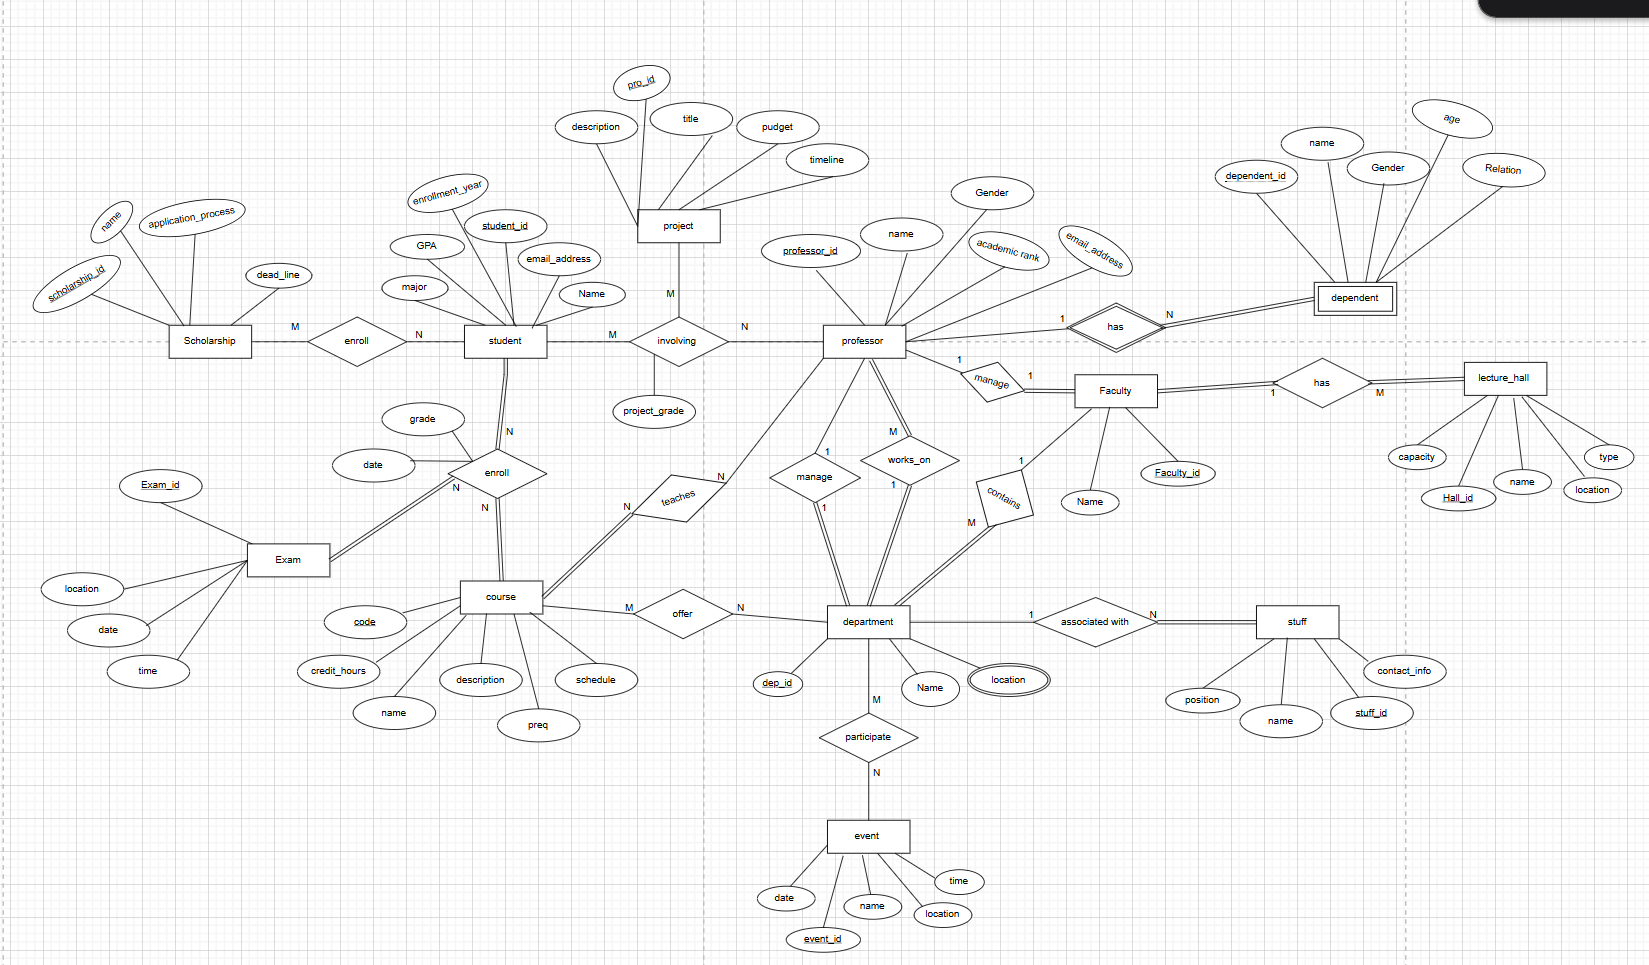 pro_id
description
title
pudget
timeline
age
name
Gender
dependent_id
Relation
enrollment_year
student_id
GPA
email_address
major
Name
name
application_process
scholarship_id
dead_line
project
Gender
name
professor_id
academic rank
email_address
dependent
M
Scholarship
M
enroll
N
student
M
involving
N
professor
1
has
N
1
manage
1
Faculty
1
has
M
lecture_hall
project_grade
grade
date
N
enroll
N
N
Exam_id
teaches
N
N
1
manage
1
M
works_on
1
1
contains
M
Name
Faculty_id
capacity
Hall_id
name
location
type
Exam
location
date
time
course
code
credit_hours
name
description
preq
schedule
M
offer
N
department
1
associated with
N
stuff
dep_id
Name
location
position
name
stuff_id
contact_info
M
participate
N
event
date
event_id
name
location
time